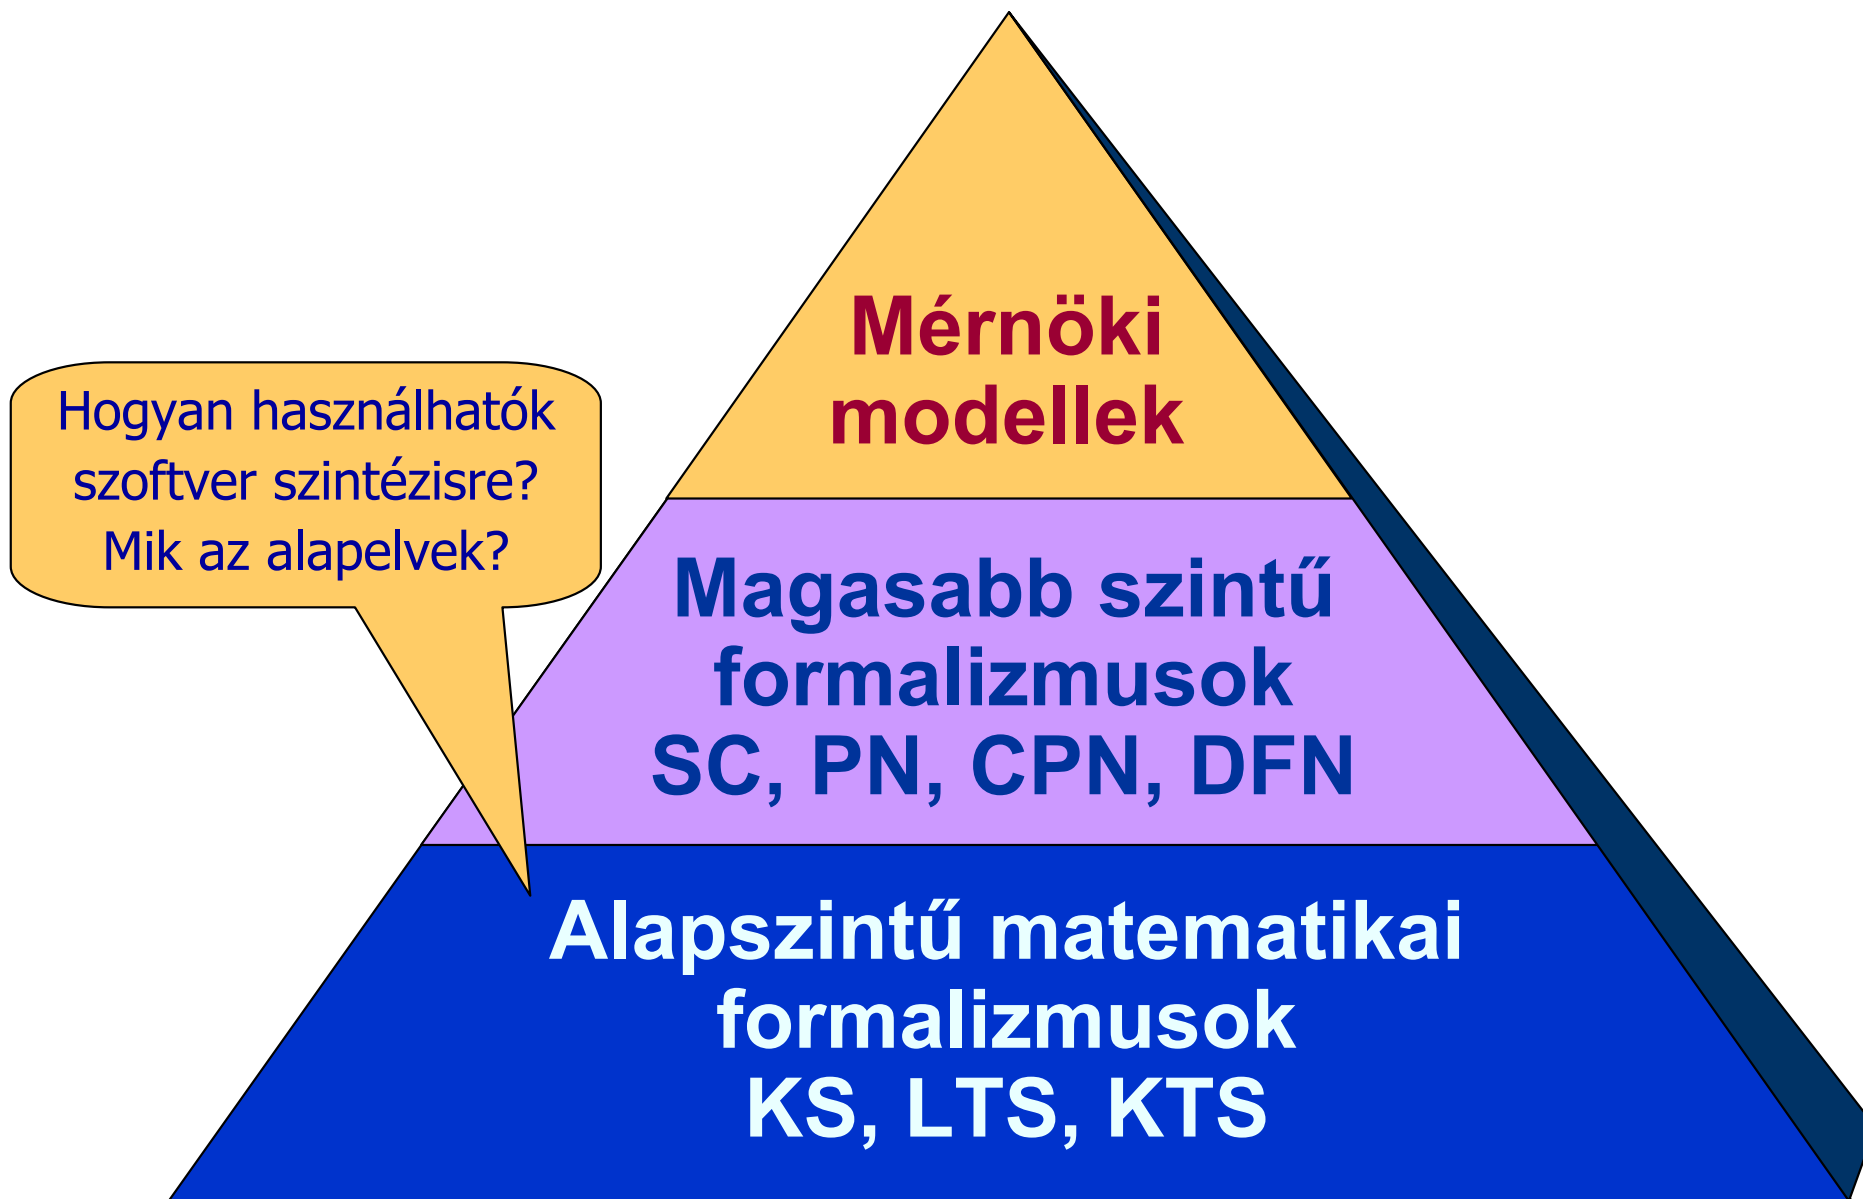 Mérnöki
modellek
Hogyan használhatók
szoftver szintézisre?
Mik az alapelvek?
Magasabb szintű
formalizmusok
SC, PN, CPN, DFN
Alapszintű matematikai
formalizmusok
KS, LTS, KTS